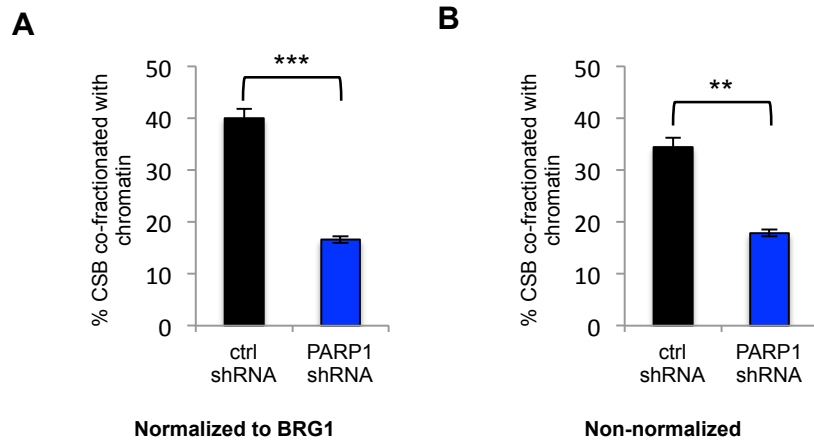 A
% CSB co-fractionated with
chromatin
50
40
30
20
10
0
***
ctrl
shRNA
PARP1
shRNA
Normalized to BRG1
B
% CSB co-fractionated with
chromatin
50
40
30
20
10
0
**
ctrl
shRNA
PARP1
shRNA
Non-normalized